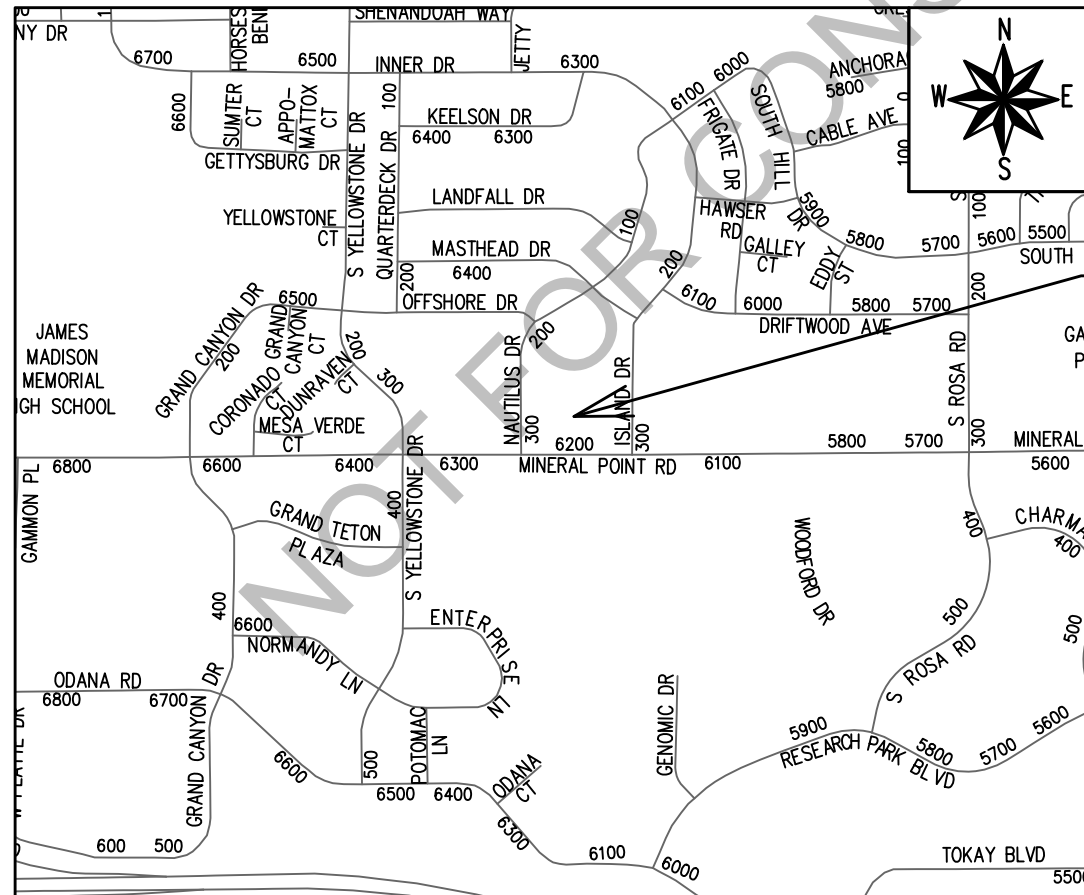 SHENANDOAH WAY
NY DR
HORSES
BEN
JETTY
6700
6500
INNER DR
6300
6100
6000
ANCHORA
5800
N
W
E
S
6600
SUMTER
CT
APPO-
MATTOX
CT
100
KEELSON DR
6400
6300
FRIGATE DR
SOUTH HILL
DR
CABLE AVE
0
100
GETTYSBURG DR
S YELLOWSTONE DR
QUARTERDECK DR
LANDFALL DR
YELLOWSTONE
CT
100
HAWSER
RD
5900
100
MASTHEAD DR
6400
200
200
GALLEY
CT
EDDY
ST
5800
5700
5600
5500
SOUTH
GRAND CANYON DR
6500
OFFSHORE DR
6100
6000
5800
5700
200
DRIFTWOOD AVE
JAMES
MADISON
MEMORIAL
IGH SCHOOL
200
CORONADO
CT
GRAND
CANYON
CT
DUNRAVEN
CT
200
300
NAUTILUS DR
200
300
ISLAND DR
300
S ROSA RD
300
GA
P
MESA VERDE
CT
6800
6600
6400
6300
6200
MINERAL POINT RD
6100
5800
5700
MINERAL
5600
GAMMON PL
400
S YELLOWSTONE DR
GRAND TETON
PLAZA
WOODFORD DR
400
CHARMA
400
400
6600
NORMANDY LN
ENTERPRISE
LN
500
S ROSA RD
500
ODANA RD
6800
6700
GRAND CANYON
DR
6600
500
POTOMAC
LN
6500
6400
ODANA
CT
6300
GENOMIC DR
5900
RESEARCH PARK BLVD
5800
5700
5600
600
500
6100
6000
TOKAY BLVD
5500
NOT FOR CONS